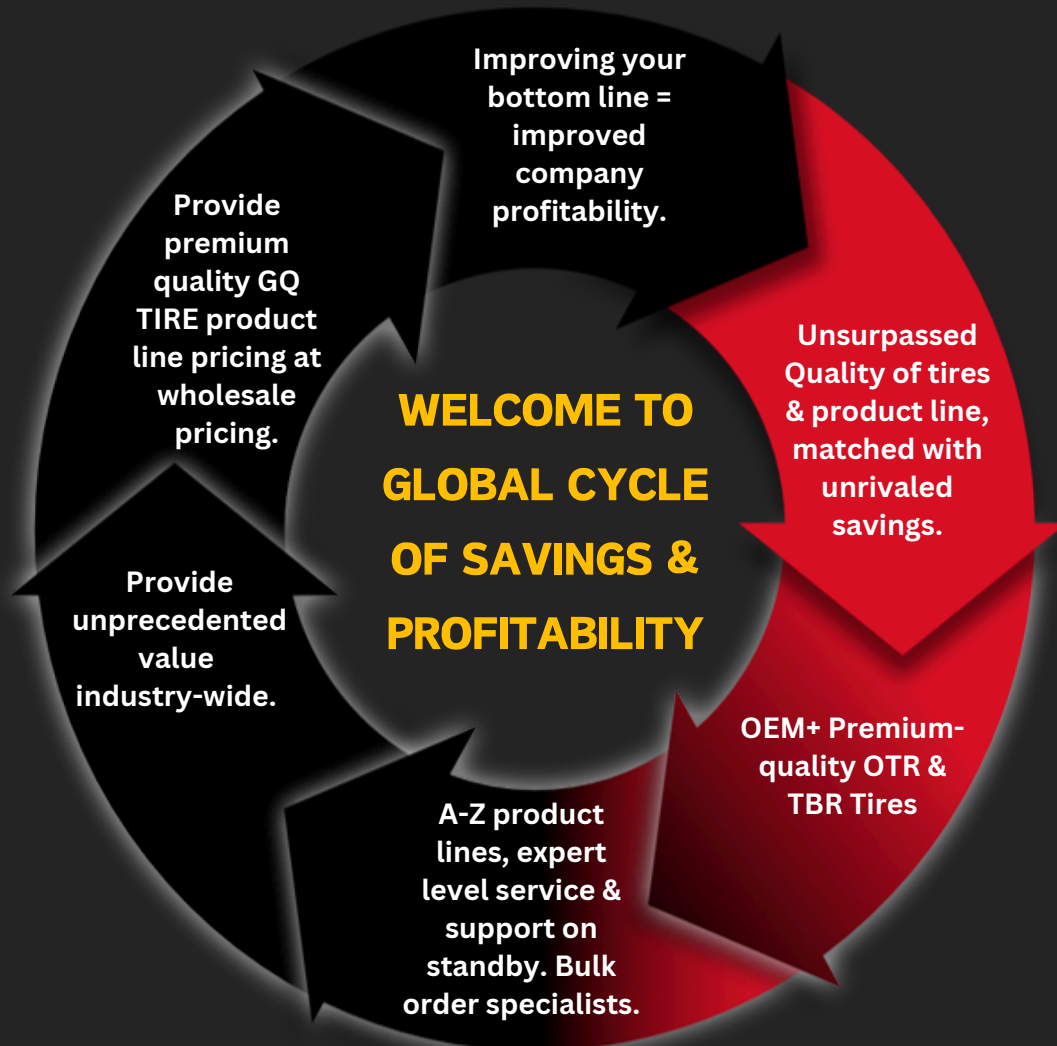 Improving your
bottom line =
improved
company
profitability.
Unsurpassed
Quality of tires
& product line,
matched with
unrivaled
savings.
OEM+ Premium-
quality OTR &
TBR Tires
A-Z product
lines, expert
level service &
support on
standby. Bulk
order specialists.
Provide
unprecedented
value
industry-wide.
Provide
premium
quality GQ
TIRE product
line pricing at
wholesale
pricing.
WELCOME TO
GLOBAL CYCLE
OF SAVINGS &
PROFITABILITY